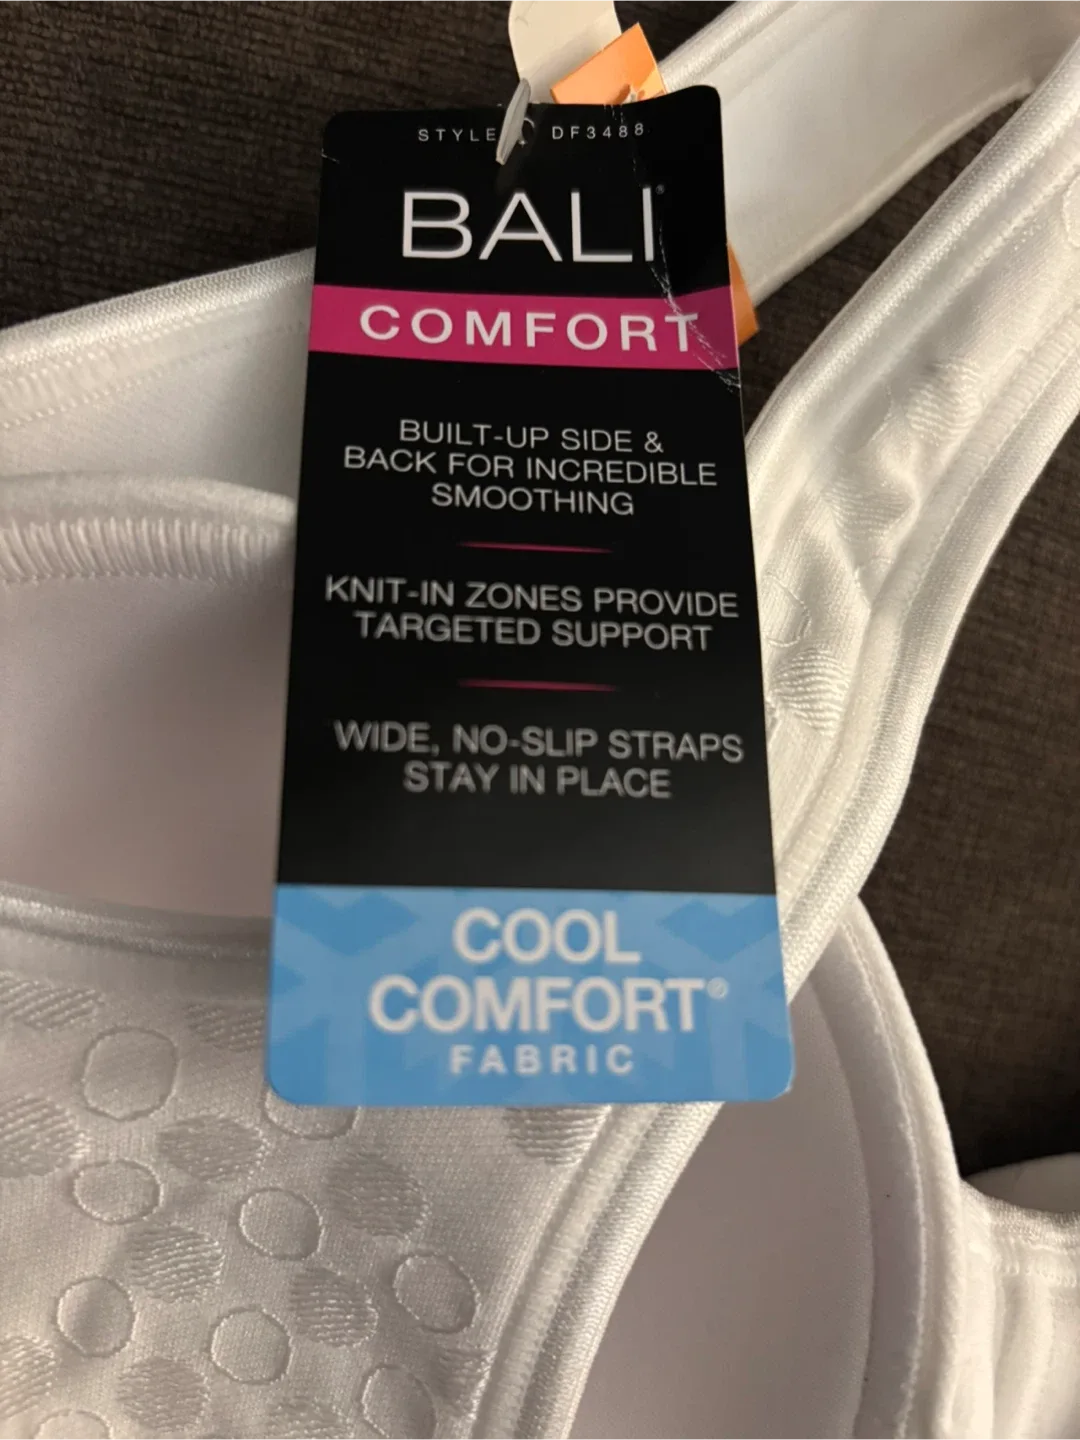 STYLE DF3488
BALI®
COMFORT
BUILT-UP SIDE &
BACK FOR INCREDIBLE
SMOOTHING
KNIT-IN ZONES PROVIDE
TARGETED SUPPORT
WIDE, NO-SLIP STRAPS
STAY IN PLACE
COOL
COMFORT®
FABRIC